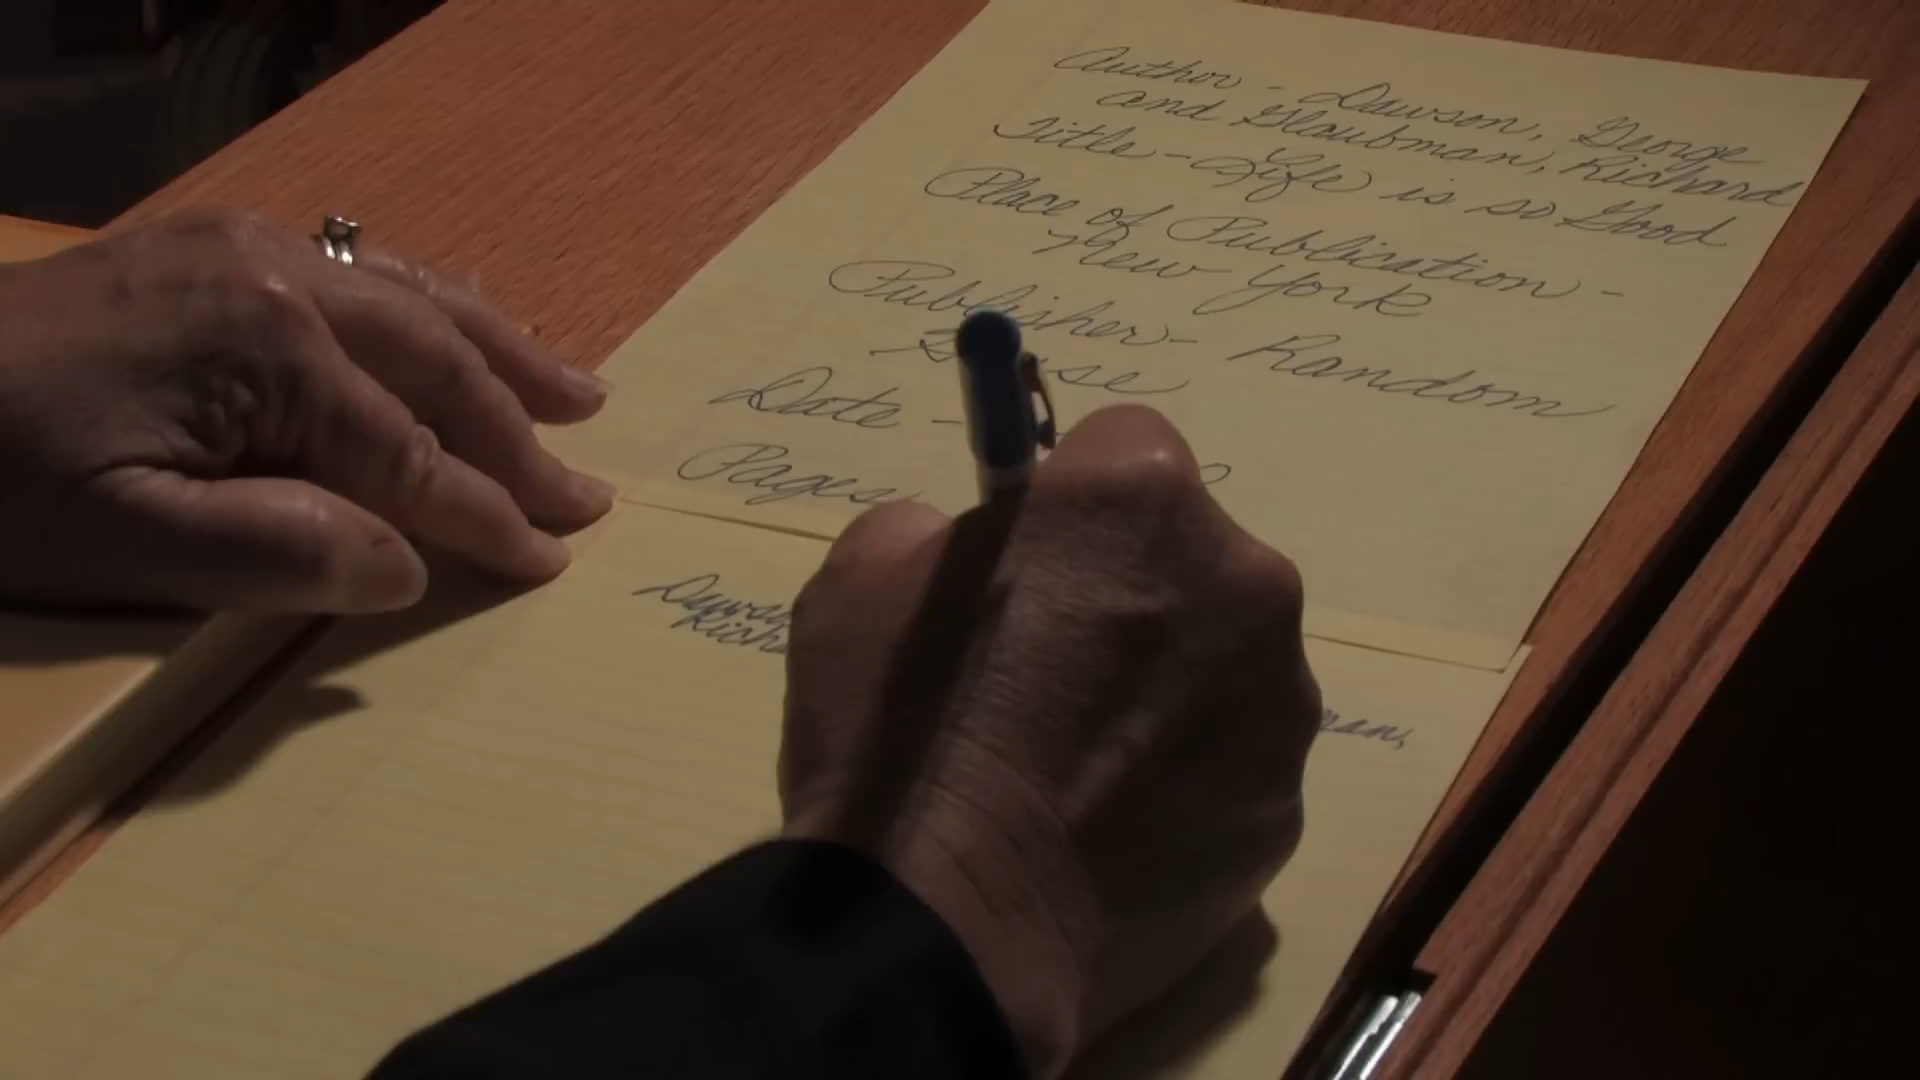 Author - Dawson, George
and Glaubman, Richard
Title - Life is so Good
Place of Publication -
New York
Publisher - Random
Date -
Pages